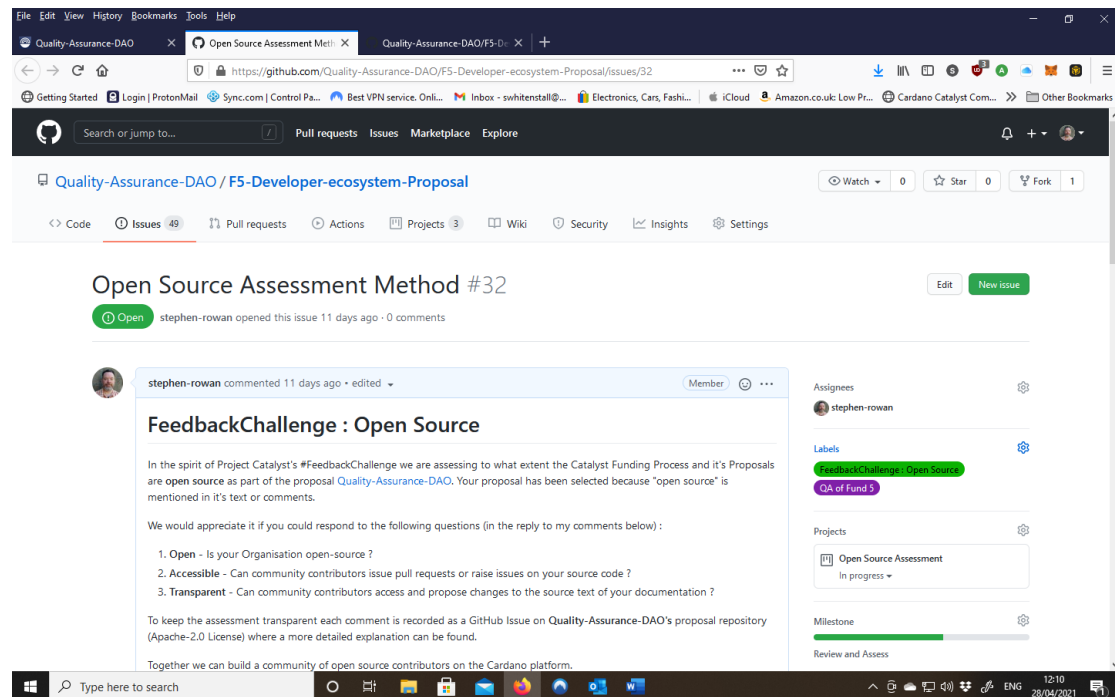 File Edit View History Bookmarks Tools Help
Quality-Assurance-DAO
Open Source Assessment Meth
Quality-Assurance-DAO/F5-De
https://github.com/Quality-Assurance-DAO/F5-Developer-ecosystem-Proposal/issues/32
Getting Started Login | ProtonMail Sync.com | Control Pa... Best VPN service. Onli... Inbox - swhitenstall@... Electronics, Cars, Fashi... iCloud Amazon.co.uk: Low Pr... Cardano Catalyst Com... Other Bookmarks
Search or jump to... / Pull requests Issues Marketplace Explore
Quality-Assurance-DAO / F5-Developer-ecosystem-Proposal
Watch 0 Star 0 Fork 1
Code Issues 49 Pull requests Actions Projects 3 Wiki Security Insights Settings
Open Source Assessment Method #32
Edit New issue
Open stephen-rowan opened this issue 11 days ago · 0 comments
stephen-rowan commented 11 days ago • edited Member
FeedbackChallenge : Open Source
In the spirit of Project Catalyst's #FeedbackChallenge we are assessing to what extent the Catalyst Funding Process and it's Proposals
are open source as part of the proposal Quality-Assurance-DAO. Your proposal has been selected because "open source" is
mentioned in it's text or comments.
We would appreciate it if you could respond to the following questions (in the reply to my comments below) :
1. Open - Is your Organisation open-source ?
2. Accessible - Can community contributors issue pull requests or raise issues on your source code ?
3. Transparent - Can community contributors access and propose changes to the source text of your documentation ?
To keep the assessment transparent each comment is recorded as a GitHub Issue on Quality-Assurance-DAO's proposal repository
(Apache-2.0 License) where a more detailed explanation can be found.
Together we can build a community of open source contributors on the Cardano platform.
Assignees
stephen-rowan
Labels
FeedbackChallenge : Open Source
QA of Fund 5
Projects
Open Source Assessment
In progress
Milestone
Review and Assess
Type here to search
ENG
12:10
28/04/2021